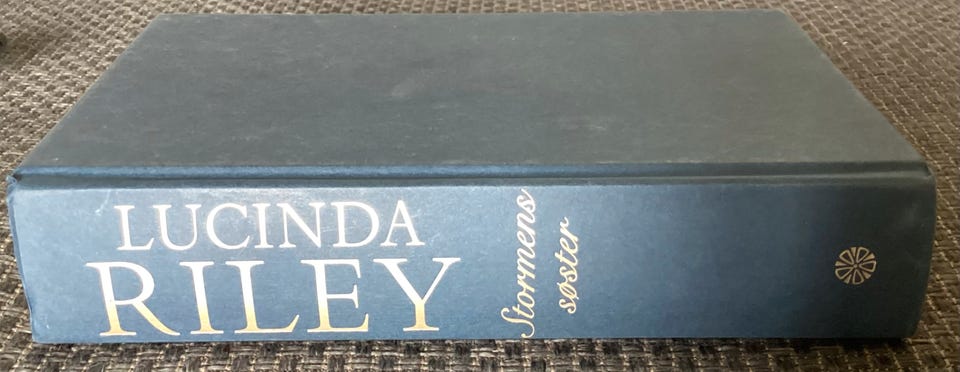 LUCINDA
RILEY
Stormens
søster